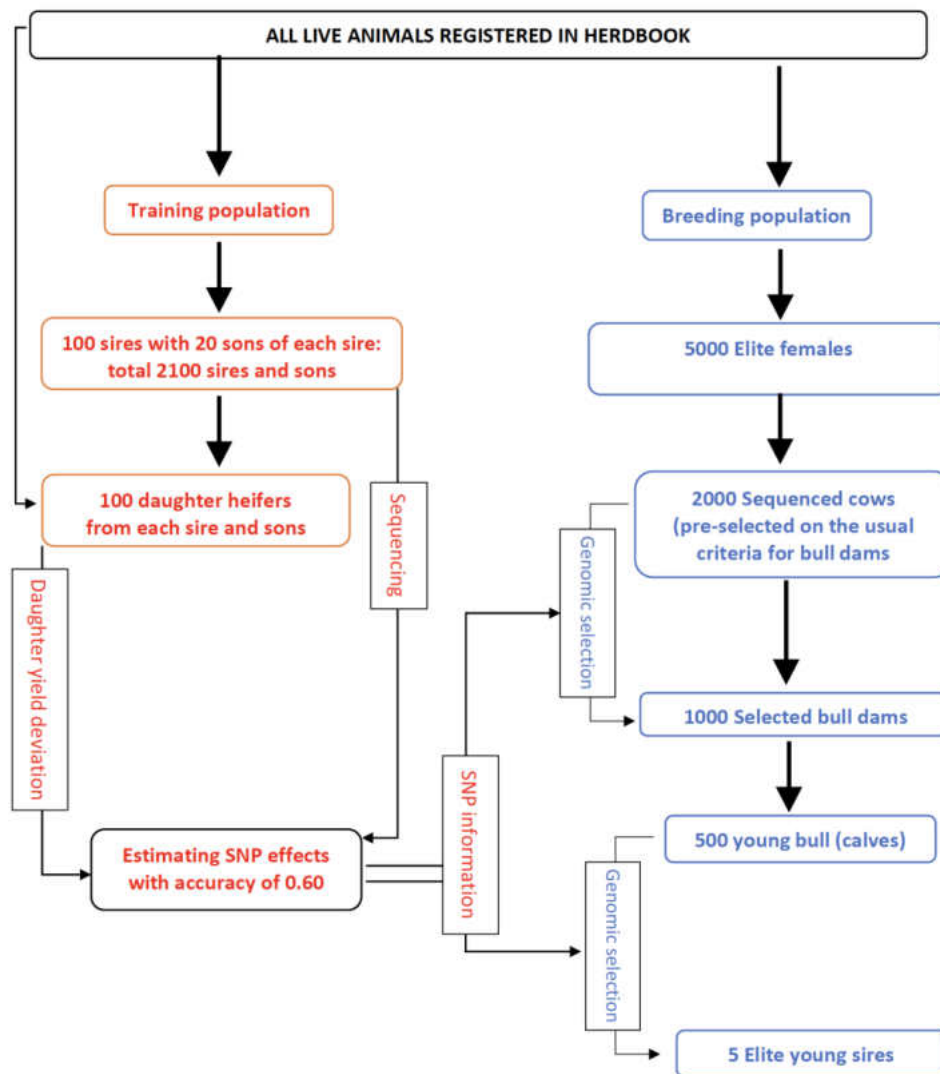 ALL LIVE ANIMALS REGISTERED IN HERDBOOK
Training population
Breeding population
100 sires with 20 sons of each sire:
total 2100 sires and sons
5000 Elite females
100 daughter heifers
from each sire and sons
Sequencing
2000 Sequenced cows
(pre-selected on the usual
criteria for bull dams
Genomic selection
Daughter yield deviation
1000 Selected bull dams
SNP information
500 young bull (calves)
Estimating SNP effects
with accuracy of 0.60
Genomic selection
5 Elite young sires